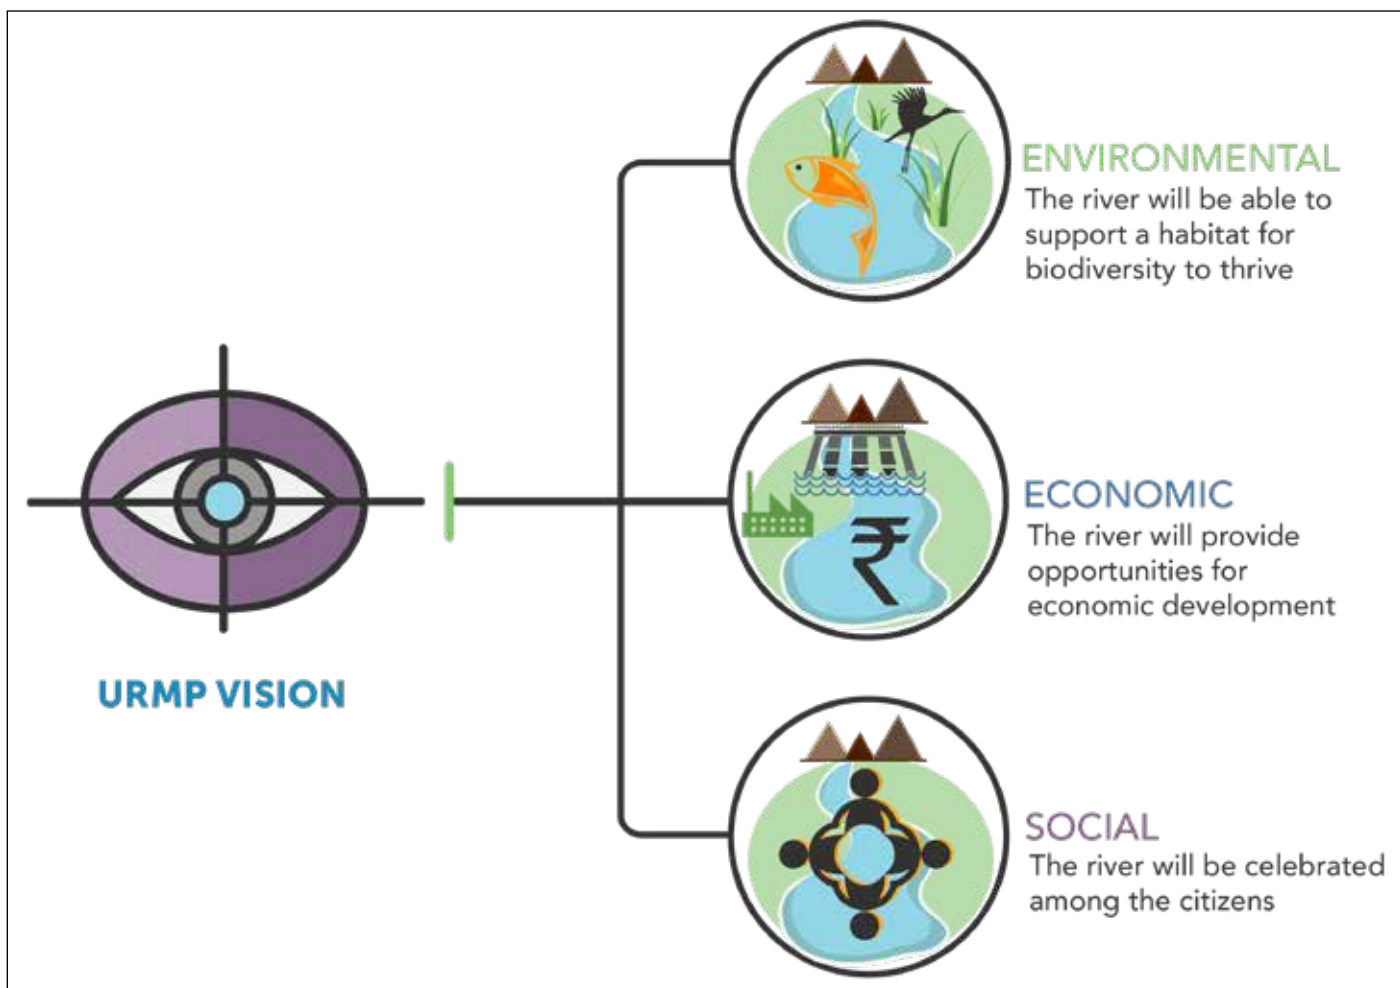 URMP VISION
ENVIRONMENTAL
The river will be able to
support a habitat for
biodiversity to thrive
ECONOMIC
The river will provide
opportunities for
economic development
₹
SOCIAL
The river will be celebrated
among the citizens